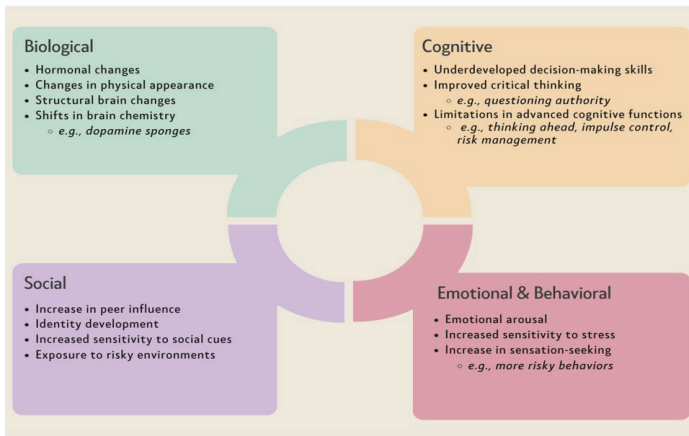 Biological
• Hormonal changes
• Changes in physical appearance
• Structural brain changes
• Shifts in brain chemistry
○ e.g., dopamine sponges
Cognitive
• Underdeveloped decision-making skills
• Improved critical thinking
○ e.g., questioning authority
• Limitations in advanced cognitive functions
○ e.g., thinking ahead, impulse control,
risk management
Social
• Increase in peer influence
• Identity development
• Increased sensitivity to social cues
• Exposure to risky environments
Emotional & Behavioral
• Emotional arousal
• Increased sensitivity to stress
• Increase in sensation-seeking
○ e.g., more risky behaviors